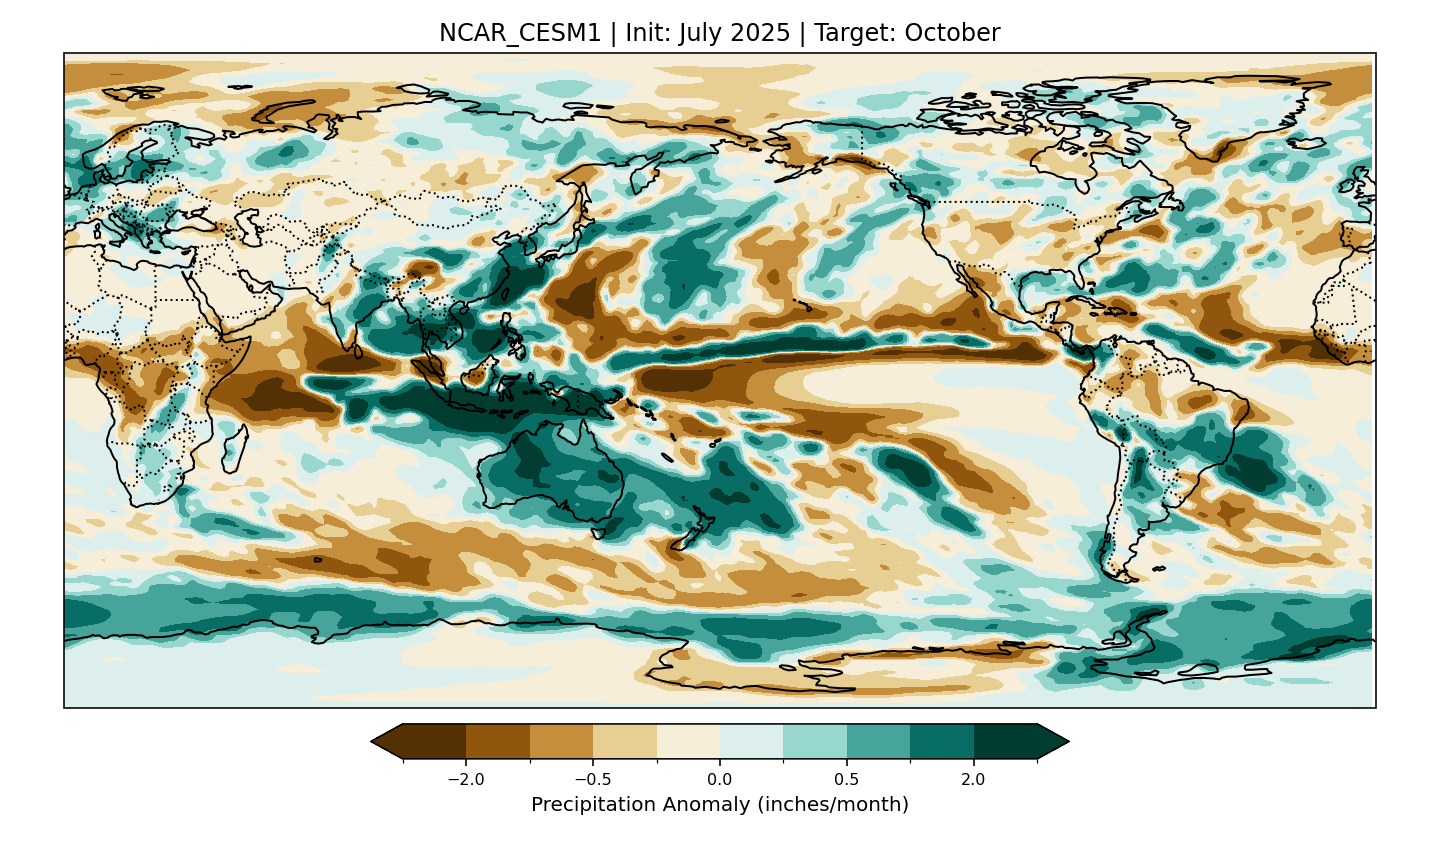 NCAR_CESM1 | Init: July 2025 | Target: October
−2.0 −0.5 0.0 0.5 2.0
Precipitation Anomaly (inches/month)